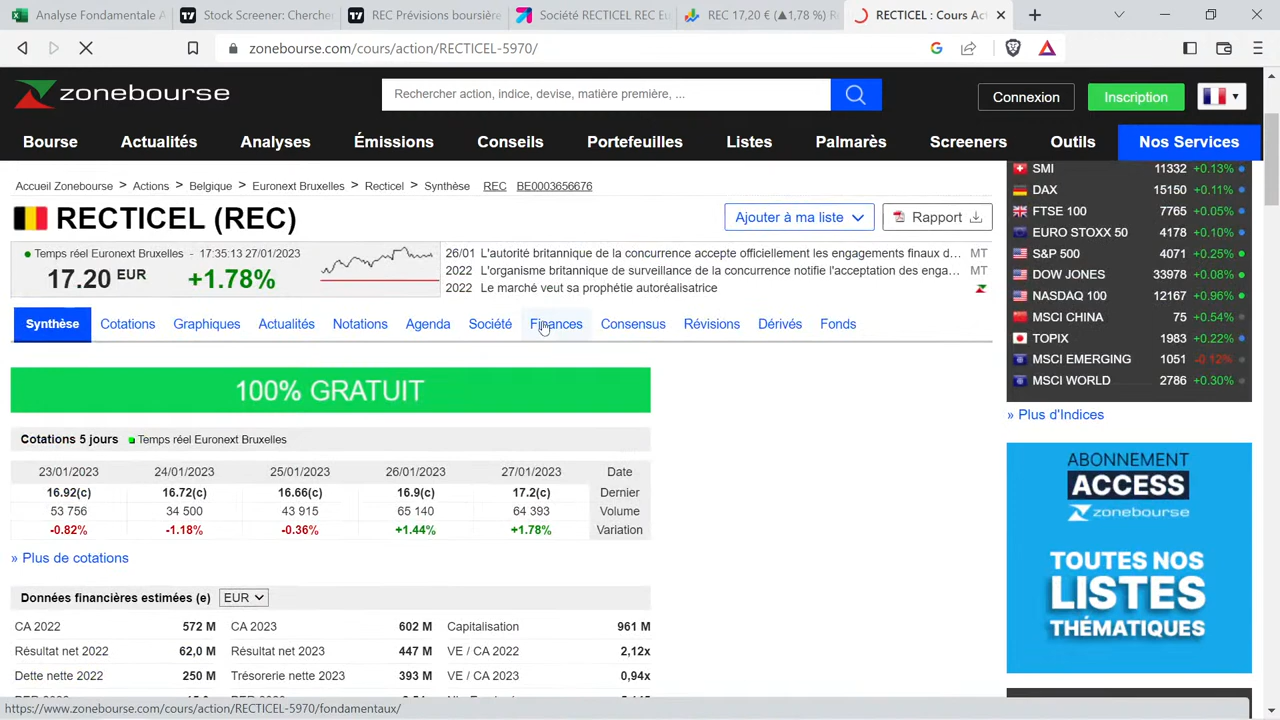 Analyse Fondamentale A
Stock Screener: Cherche
REC Prévisions boursière
Société RECTICEL REC Eu
REC 17,20 € (▲1,78 %) R
RECTICEL : Cours Act
zonebourse.com/cours/action/RECTICEL-5970/
zonebourse
Rechercher action, indice, devise, matière première, ...
Connexion
Inscription
Bourse
Actualités
Analyses
Émissions
Conseils
Portefeuilles
Listes
Palmarès
Screeners
Outils
Nos Services
Accueil Zonebourse > Actions > Belgique > Euronext Bruxelles > Recticel > Synthèse REC BE0003656676
RECTICEL (REC)
Ajouter à ma liste
Rapport
Temps réel Euronext Bruxelles - 17:35:13 27/01/2023
17.20 EUR +1.78%
26/01 L'autorité britannique de la concurrence accepte officiellement les engagements finaux d... MT
2022 L'organisme britannique de surveillance de la concurrence notifie l'acceptation des enga... MT
2022 Le marché veut sa prophétie autoréalisatrice
Synthèse
Cotations
Graphiques
Actualités
Notations
Agenda
Société
Finances
Consensus
Révisions
Dérivés
Fonds
100% GRATUIT
Cotations 5 jours Temps réel Euronext Bruxelles
23/01/2023 24/01/2023 25/01/2023 26/01/2023 27/01/2023 Date
16.92(c) 16.72(c) 16.66(c) 16.9(c) 17.2(c) Dernier
53 756 34 500 43 915 65 140 64 393 Volume
-0.82% -1.18% -0.36% +1.44% +1.78% Variation
» Plus de cotations
Données financières estimées (e) EUR
CA 2022 572 M CA 2023 602 M Capitalisation 961 M
Résultat net 2022 62,0 M Résultat net 2023 447 M VE / CA 2022 2,12x
Dette nette 2022 250 M Trésorerie nette 2023 393 M VE / CA 2023 0,94x
SMI 11332 +0.13%
DAX 15150 +0.11%
FTSE 100 7765 +0.05%
EURO STOXX 50 4178 +0.10%
S&P 500 4071 +0.25%
DOW JONES 33978 +0.08%
NASDAQ 100 12167 +0.96%
MSCI CHINA 75 +0.54%
TOPIX 1983 +0.22%
MSCI EMERGING 1051 -0.12%
MSCI WORLD 2786 +0.30%
» Plus d'Indices
ABONNEMENT
ACCESS
zonebourse
TOUTES NOS
LISTES
THÉMATIQUES
https://www.zonebourse.com/cours/action/RECTICEL-5970/fondamentaux/